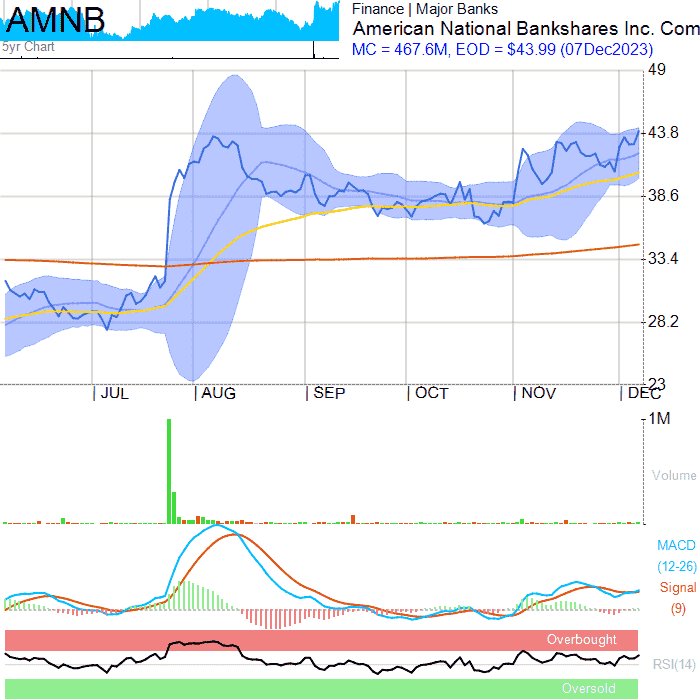 AMNB
5yr Chart
Finance | Major Banks
American National Bankshares Inc. Com
MC = 467.6M, EOD = $43.99 (07Dec2023)
49
43.8
38.6
33.4
28.2
23
JUL AUG SEP OCT NOV DEC
1M
Volume
MACD
(12-26)
Signal
(9)
Overbought
RSI(14)
Oversold